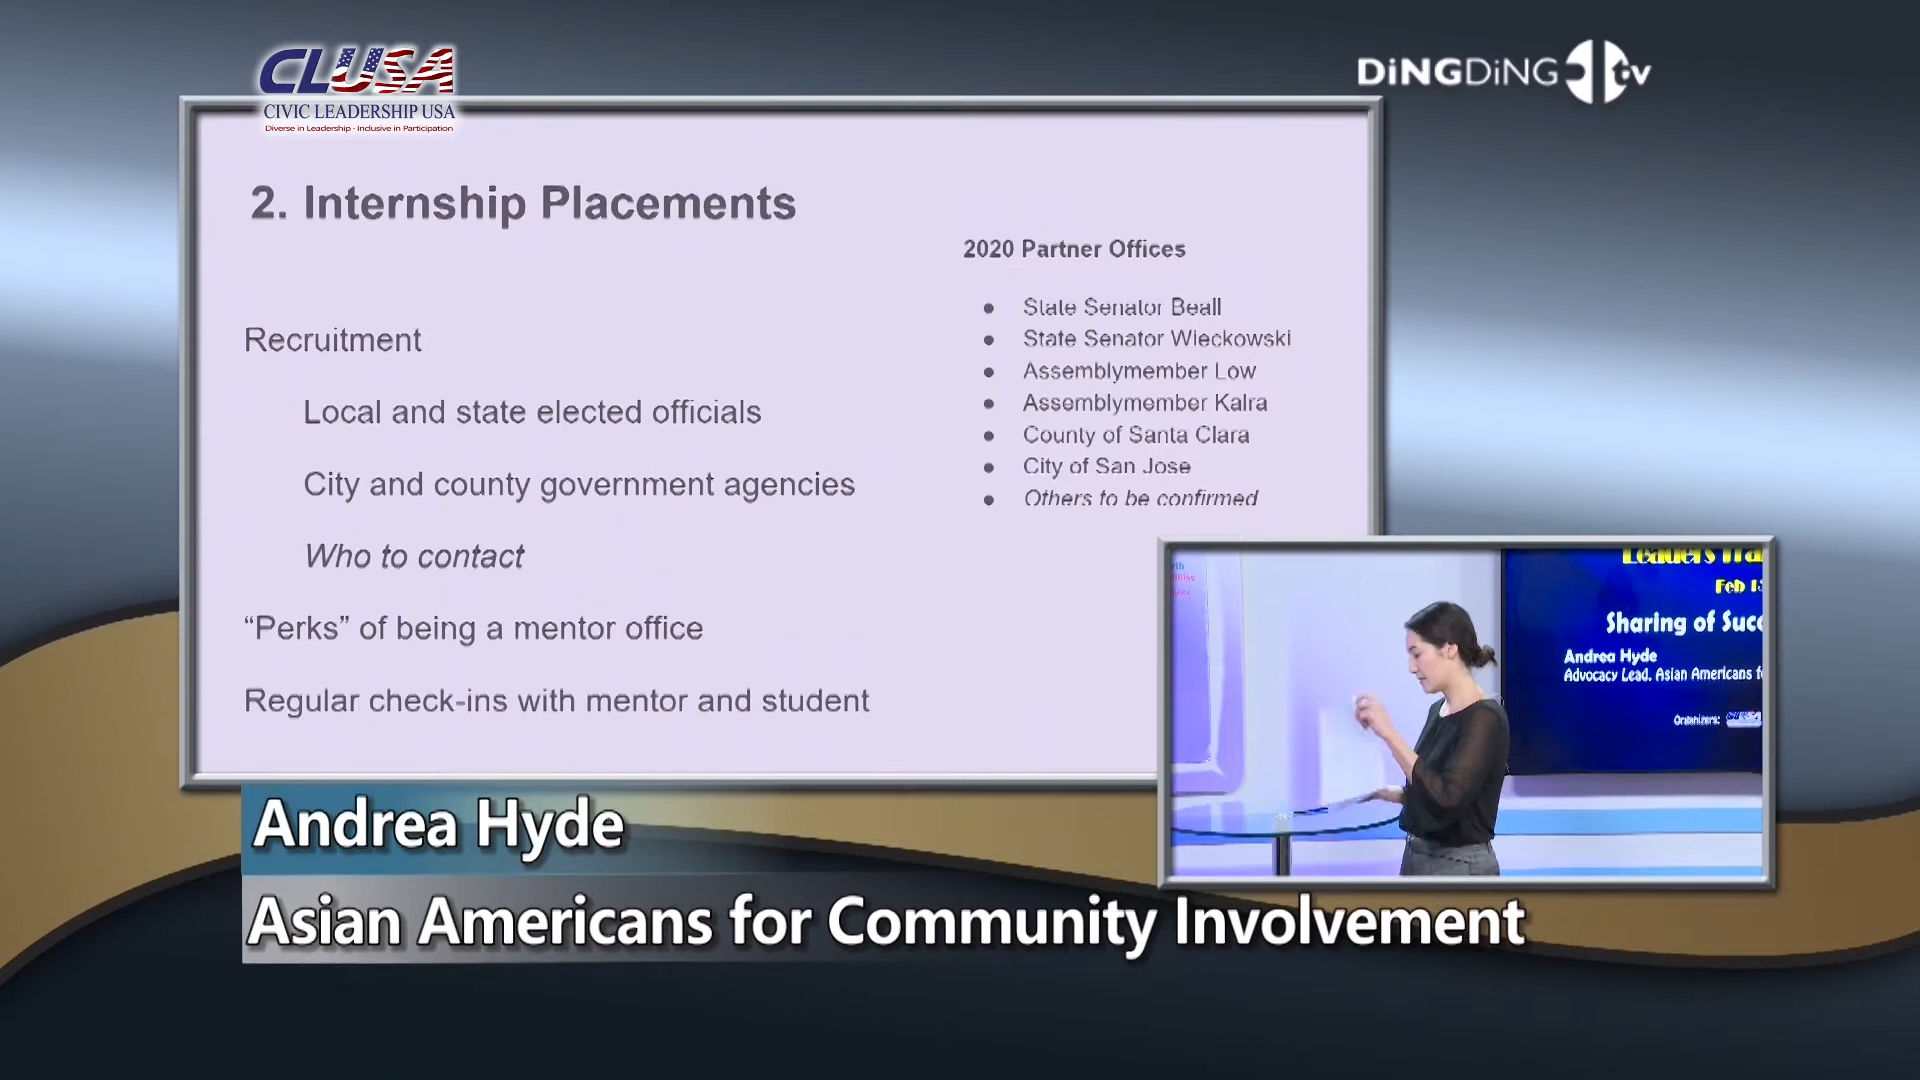 CLUSA
CIVIC LEADERSHIP USA
Diverse in Leadership - Inclusive in Participation
DiNGDiNG tv
2. Internship Placements
2020 Partner Offices
● State Senator Beall
● State Senator Wieckowski
● Assemblymember Low
● Assemblymember Kalra
● County of Santa Clara
● City of San Jose
● Others to be confirmed
Recruitment
Local and state elected officials
City and county government agencies
Who to contact
“Perks” of being a mentor office
Regular check-ins with mentor and student
Feb
Sharing of
Andrea Hyde
Advocacy Lead, Asian Americans
Organizers: CLUSA
Andrea Hyde
Asian Americans for Community Involvement